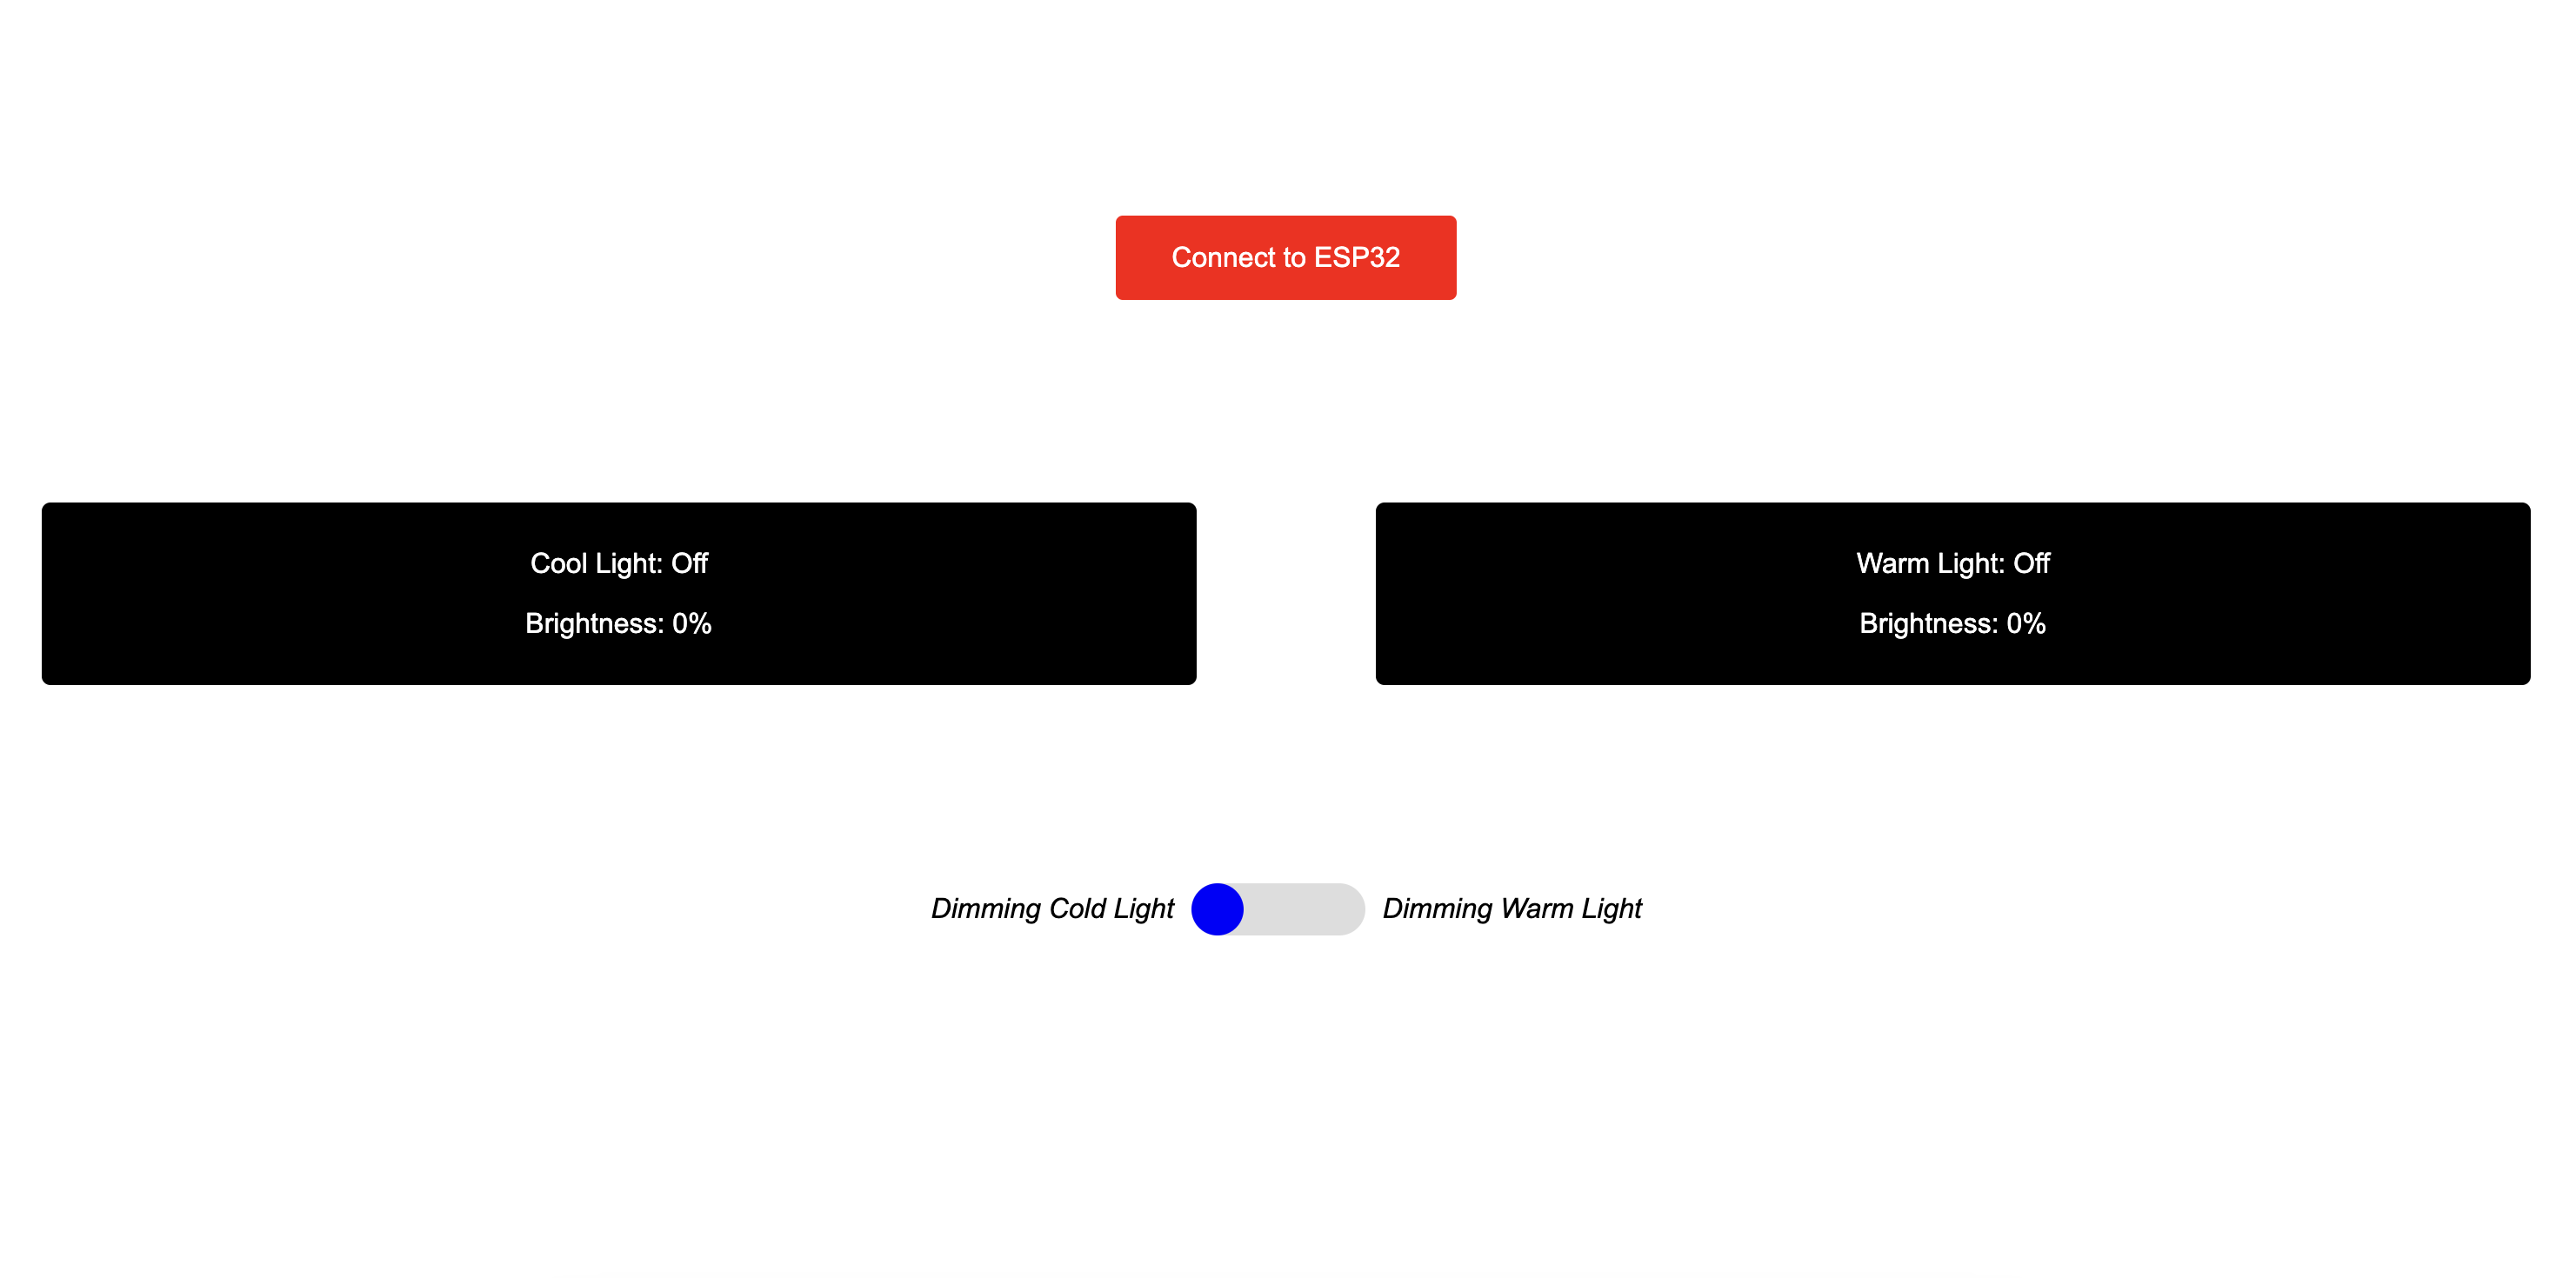 Connect to ESP32
Cool Light: Off
Brightness: 0%
Warm Light: Off
Brightness: 0%
Dimming Cold Light
Dimming Warm Light